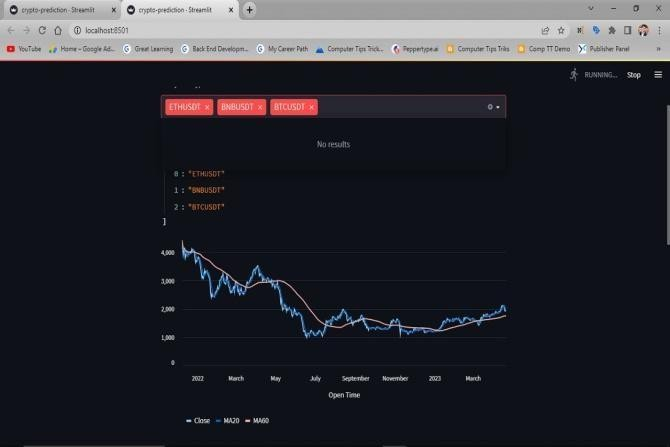 crypto-prediction · Streamlit
crypto-prediction · Streamlit
localhost:8501
YouTube
Home – Google Ad...
Great Learning
Back End Developm...
My Career Path
Computer Tips Trick...
Peppertype.ai
Computer Tips Triks
Comp TT Demo
Publisher Panel
»
RUNNING...
Stop
ETHUSDT × BNBUSDT × BTCUSDT ×
No results
0 : "ETHUSDT"
1 : "BNBUSDT"
2 : "BTCUSDT"
]
4,000
3,000
2,000
1,000
0
2022 March May July September November 2023 March
Open Time
Close MA20 MA60